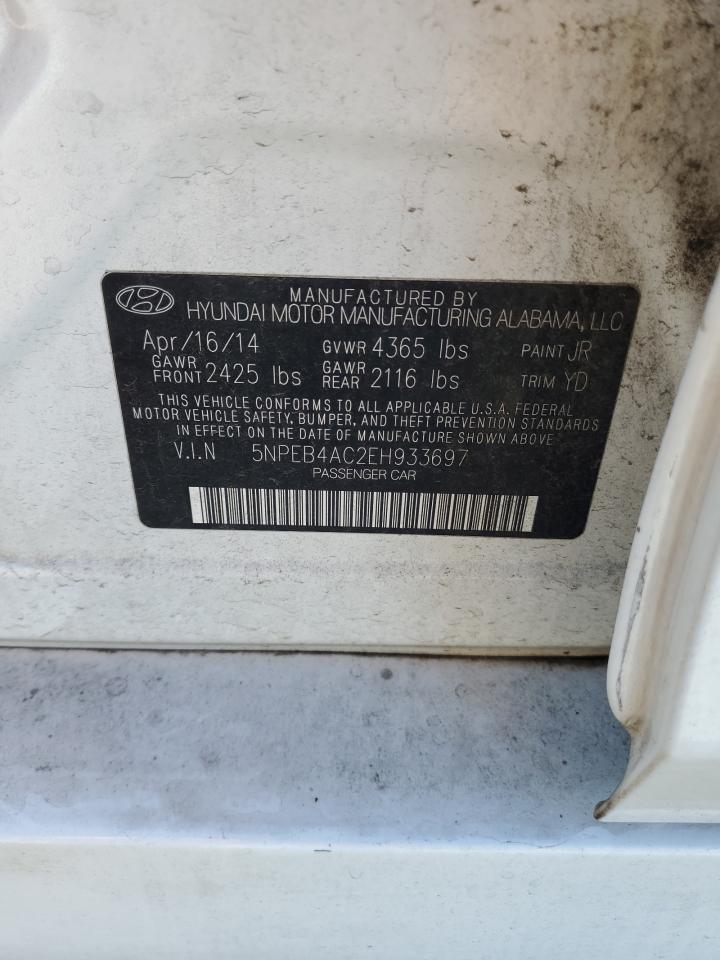 MANUFACTURED BY
HYUNDAI MOTOR MANUFACTURING ALABAMA, LLC
Apr/16/14 GVWR 4365 lbs PAINT JR
GAWR FRONT 2425 lbs GAWR REAR 2116 lbs TRIM YD
THIS VEHICLE CONFORMS TO ALL APPLICABLE U.S.A. FEDERAL
MOTOR VEHICLE SAFETY, BUMPER, AND THEFT PREVENTION STANDARDS
IN EFFECT ON THE DATE OF MANUFACTURE SHOWN ABOVE
V.I.N 5NPEB4AC2EH933697
PASSENGER CAR